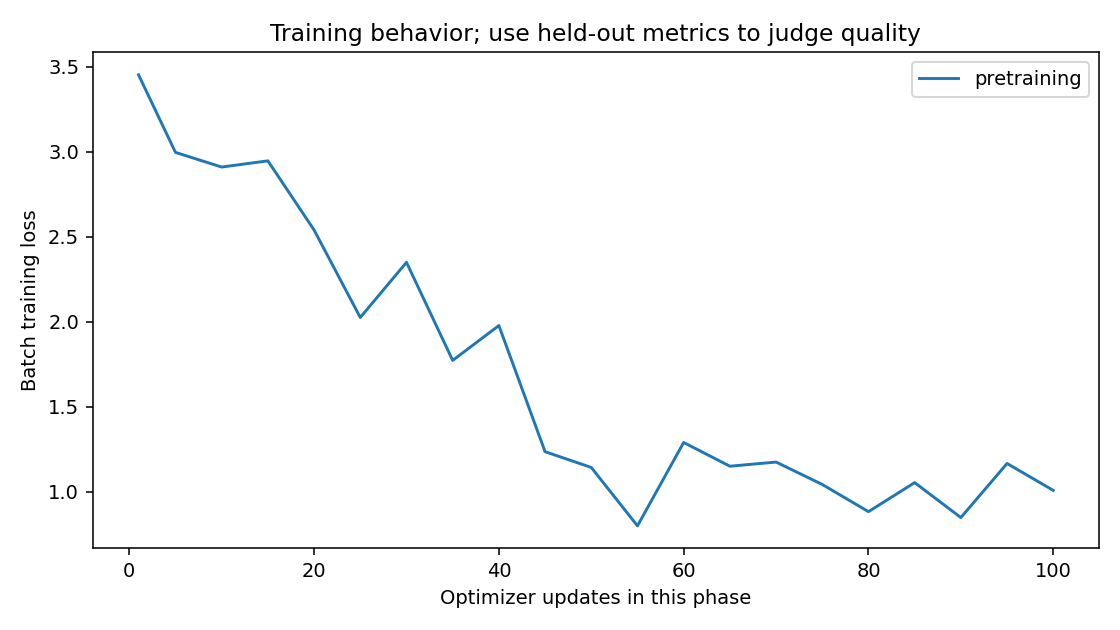 Training behavior; use held-out metrics to judge quality
pretraining
Batch training loss
3.5
3.0
2.5
2.0
1.5
1.0
0 20 40 60 80 100
Optimizer updates in this phase